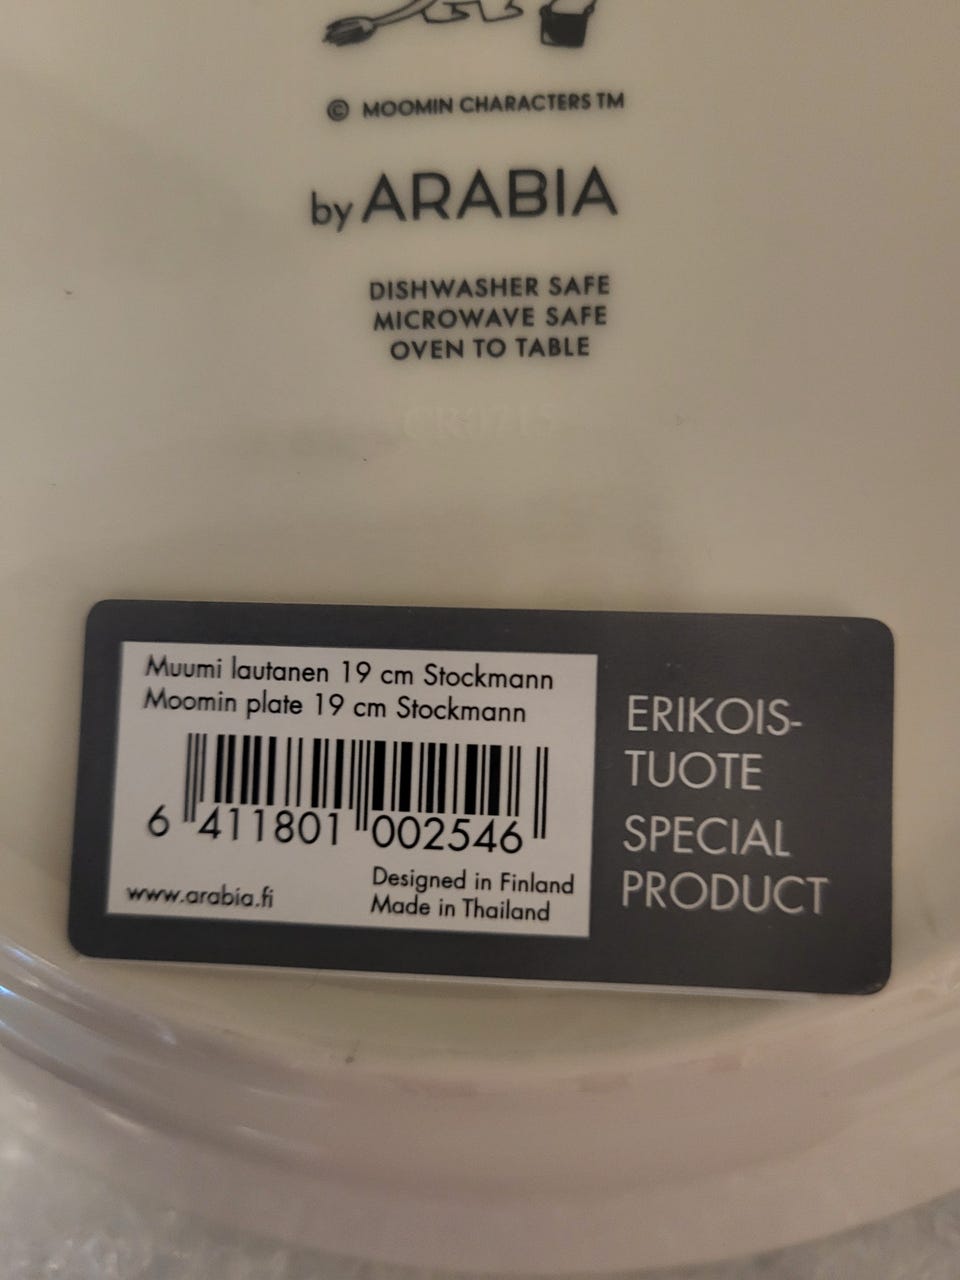 © MOOMIN CHARACTERS TM
by ARABIA
DISHWASHER SAFE
MICROWAVE SAFE
OVEN TO TABLE
CR0715
Muumi lautanen 19 cm Stockmann
Moomin plate 19 cm Stockmann
6 411801 002546
www.arabia.fi
Designed in Finland
Made in Thailand
ERIKOIS-
TUOTE
SPECIAL
PRODUCT